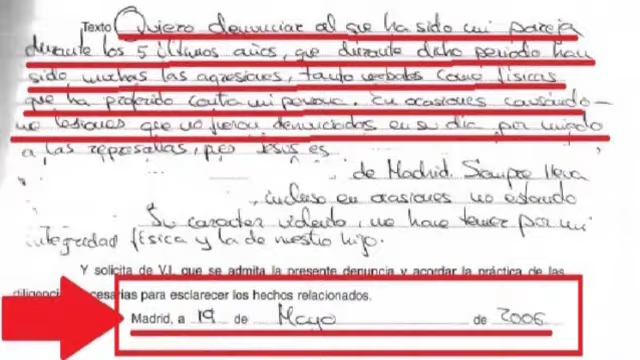 Texto Quiero denunciar al que ha sido mi pareja
durante los 5 últimos años, que durante dicho periodo han
sido muchas las agresiones, tanto verbales como físicas
que ha proferido contra mi persona. En ocasiones causando-
me lesiones que no fueron denunciadas en su día por miedo
a las represalias, pues Jesús es
de Madrid. Siempre lleva
, incluso en ocasiones no estando
Su caracter violento, me hace temer por mi
integridad física y la de nuestro hijo.
Y solicita de V.I. que se admita la presente denuncia y acordar la práctica de las
diligencias necesarias para esclarecer los hechos relacionados.
Madrid, a 19 de Mayo de 2006